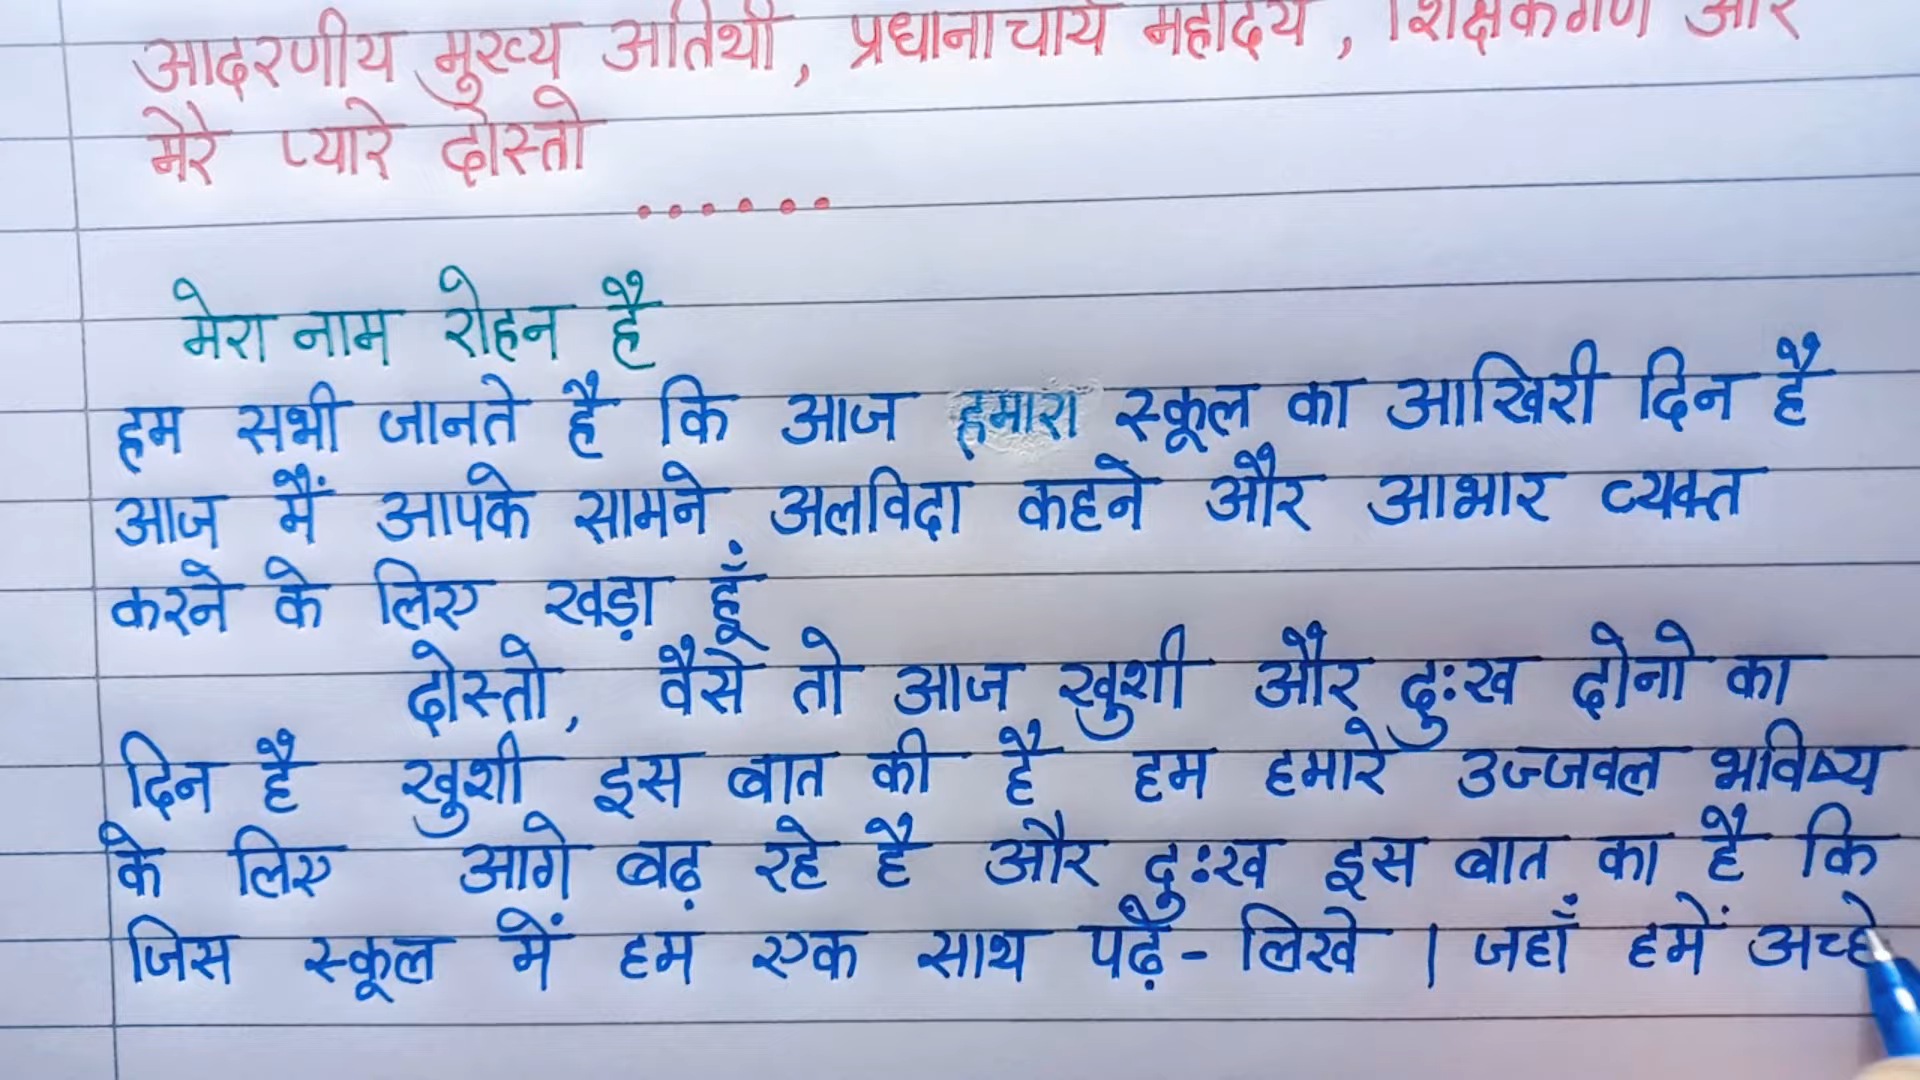 आदरणीय मुख्य अतिथी, प्रधानाचार्य महोदय, शिक्षकगण और
मेरे प्यारे दोस्तो
......
मेरा नाम रोहन है
हम सभी जानते है कि आज हमारा स्कूल का आखिरी दिन है
आज मैं आपके सामने अलविदा कहने और आभार व्यक्त
करने के लिए खड़ा हूँ
दोस्तो, वैसे तो आज खुशी और दुःख दोनो का
दिन है खुशी इस बात की है हम हमारे उज्जवल भविष्य
के लिए आगे बढ़ रहे है और दुःख इस बात का है कि
जिस स्कूल में हम एक साथ पढ़े - लिखे । जहाँ हमें अच्छे